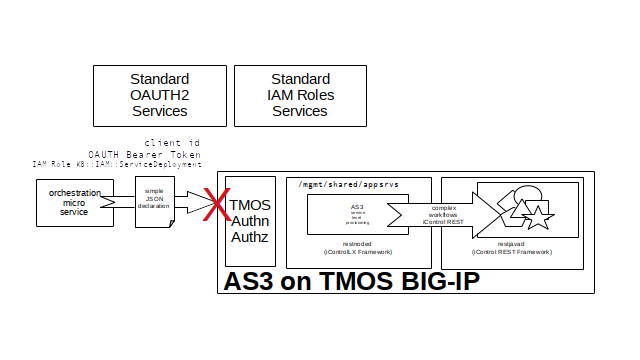 Standard
OAUTH2
Services
Standard
IAM Roles
Services
client id
OAUTH Bearer Token
IAM Role K8::IAM::ServiceDeployment
orchestration
micro
service
simple
JSON
declaration
X
TMOS
Authn
Authz
/mgmt/shared/appsrvs
AS3
service
level
provisioning
restnoded
(iControlLX Framework)
complex
workflows
iControl REST
restjavad
(iControl REST Framework)
AS3 on TMOS BIG-IP